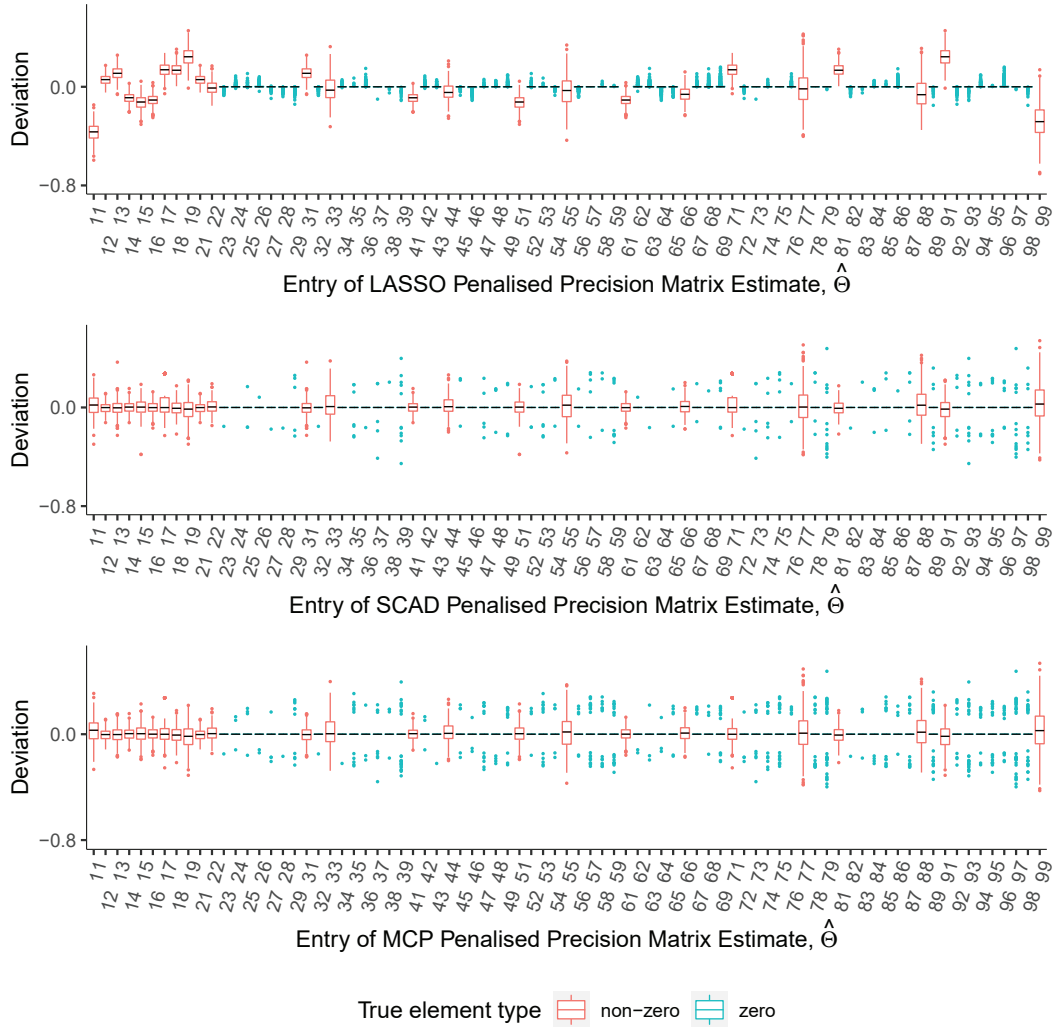 Deviation
0.0
−0.8
11 13 15 17 19 22 24 26 28 31 33 35 37 39 42 44 46 48 51 53 55 57 59 62 64 66 68 71 73 75 77 79 82 84 86 88 91 93 95 97 99
12 14 16 18 21 23 25 27 29 32 34 36 38 41 43 45 47 49 52 54 56 58 61 63 65 67 69 72 74 76 78 81 83 85 87 89 92 94 96 98
Entry of LASSO Penalised Precision Matrix Estimate, Θ̂
Deviation
0.0
−0.8
11 13 15 17 19 22 24 26 28 31 33 35 37 39 42 44 46 48 51 53 55 57 59 62 64 66 68 71 73 75 77 79 82 84 86 88 91 93 95 97 99
12 14 16 18 21 23 25 27 29 32 34 36 38 41 43 45 47 49 52 54 56 58 61 63 65 67 69 72 74 76 78 81 83 85 87 89 92 94 96 98
Entry of SCAD Penalised Precision Matrix Estimate, Θ̂
Deviation
0.0
−0.8
11 13 15 17 19 22 24 26 28 31 33 35 37 39 42 44 46 48 51 53 55 57 59 62 64 66 68 71 73 75 77 79 82 84 86 88 91 93 95 97 99
12 14 16 18 21 23 25 27 29 32 34 36 38 41 43 45 47 49 52 54 56 58 61 63 65 67 69 72 74 76 78 81 83 85 87 89 92 94 96 98
Entry of MCP Penalised Precision Matrix Estimate, Θ̂
True element type non−zero zero